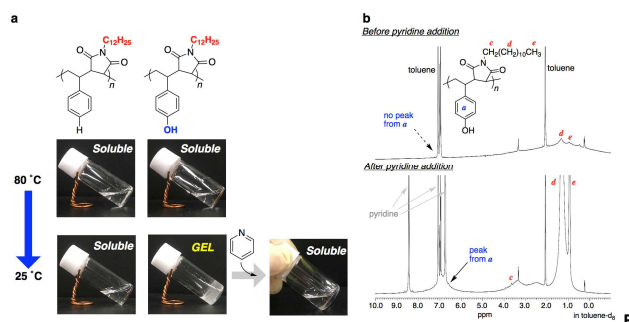 a
C12H25
C12H25
N
N
O
O
O
O
n
n
H
OH
Soluble
Soluble
80 ˚C
25 ˚C
Soluble
GEL
N
Soluble
b
Before pyridine addition
c d e
CH2(CH2)10CH3
N
O
O
toluene
toluene
n
a
OH
no peak
from a
d
e
After pyridine addition
pyridine
d
e
peak
from a
c
10.0 9.0 8.0 7.0 6.0 5.0 4.0 3.0 2.0 1.0 0.0
ppm
in toluene-d8